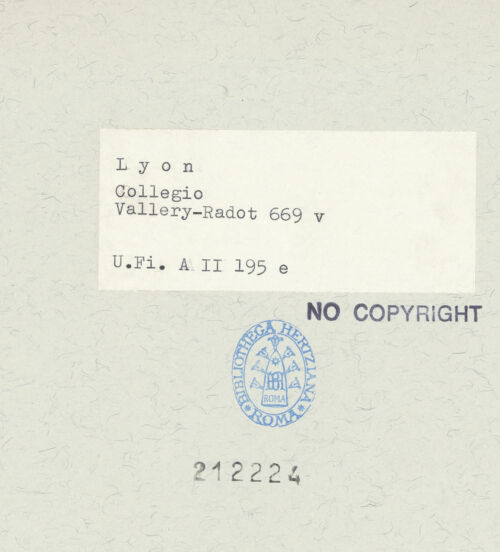 L y o n
Collegio
Vallery-Radot 669 v
U.Fi. A II 195 e
NO COPYRIGHT
BIBLIOTHECA HERTZIANA
ROMA
ROMA
212224